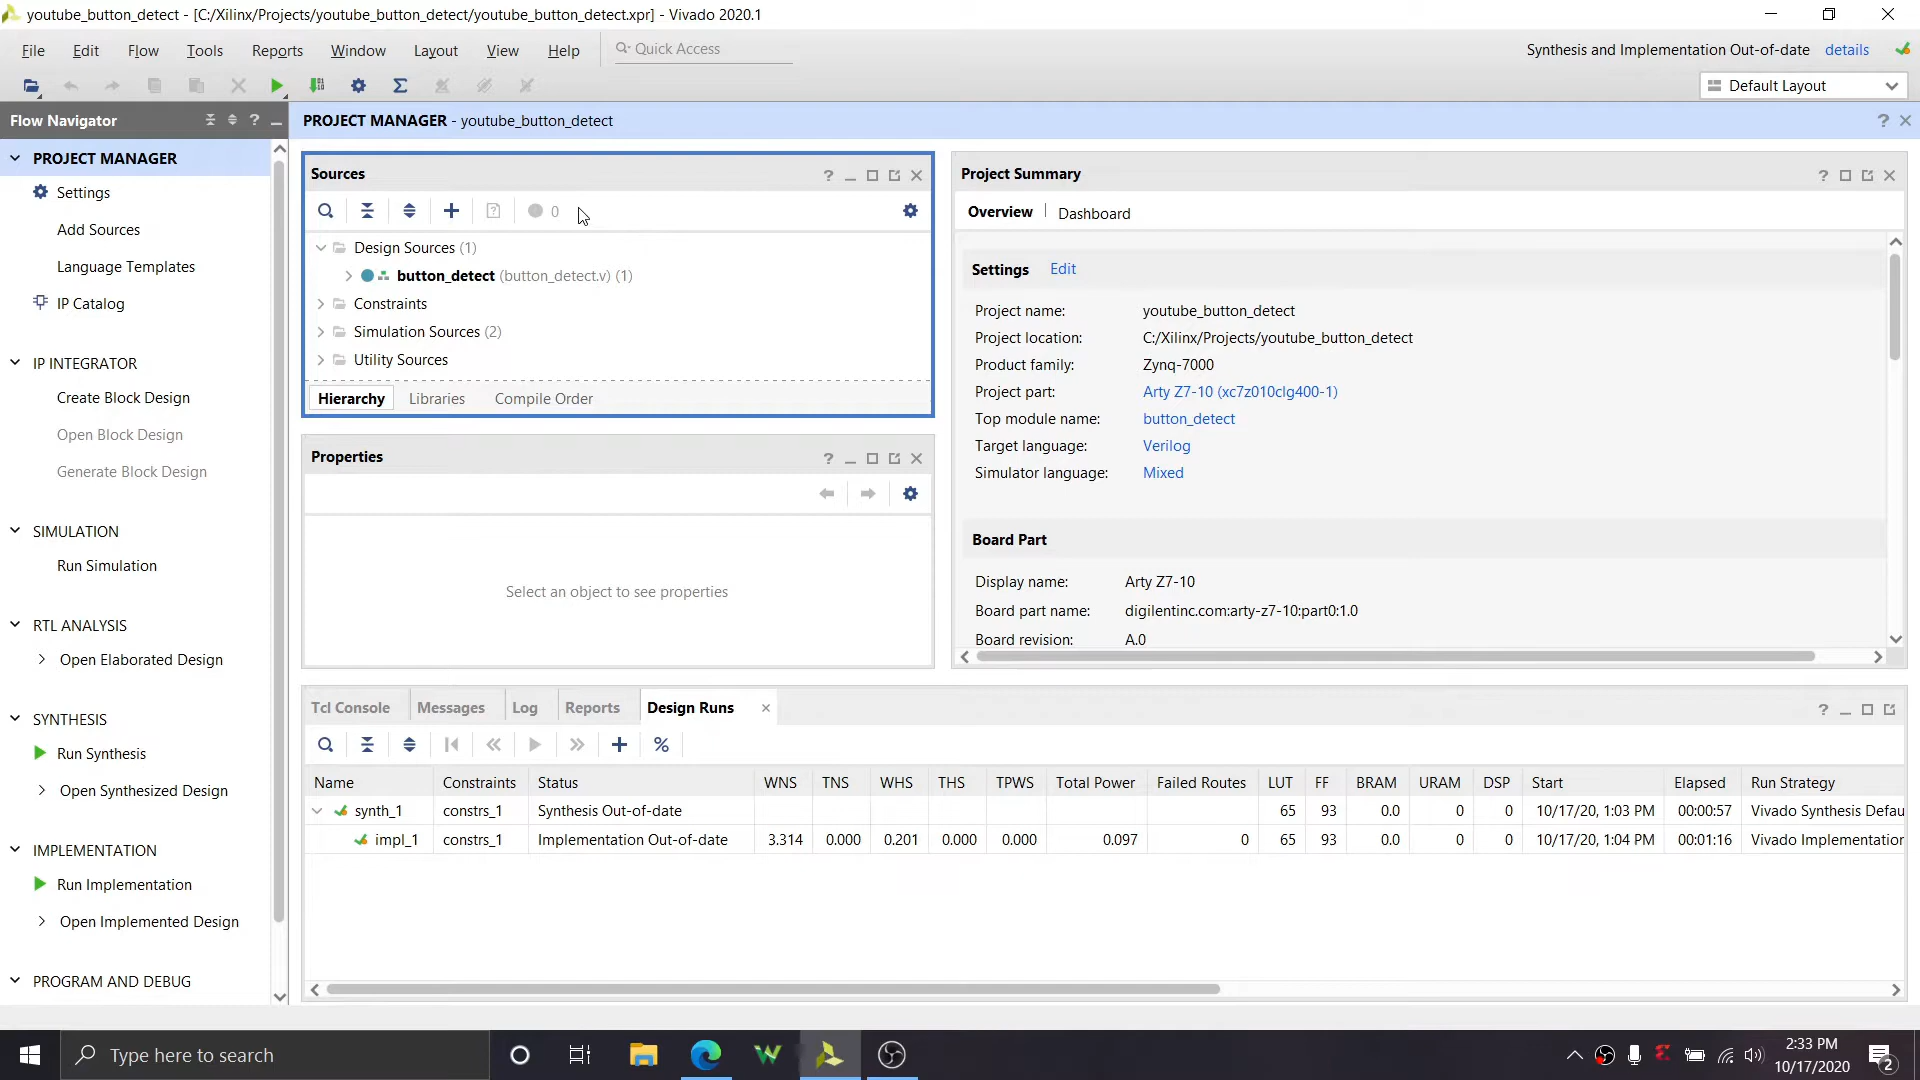 youtube_button_detect - [C:/Xilinx/Projects/youtube_button_detect/youtube_button_detect.xpr] - Vivado 2020.1
File Edit Flow Tools Reports Window Layout View Help Quick Access
Synthesis and Implementation Out-of-date details
Default Layout
Flow Navigator
PROJECT MANAGER - youtube_button_detect
PROJECT MANAGER
Settings
Add Sources
Language Templates
IP Catalog
IP INTEGRATOR
Create Block Design
Open Block Design
Generate Block Design
SIMULATION
Run Simulation
RTL ANALYSIS
Open Elaborated Design
SYNTHESIS
Run Synthesis
Open Synthesized Design
IMPLEMENTATION
Run Implementation
Open Implemented Design
PROGRAM AND DEBUG
Sources
0
Design Sources (1)
button_detect (button_detect.v) (1)
Constraints
Simulation Sources (2)
Utility Sources
Hierarchy Libraries Compile Order
Properties
Select an object to see properties
Project Summary
Overview Dashboard
Settings Edit
Project name: youtube_button_detect
Project location: C:/Xilinx/Projects/youtube_button_detect
Product family: Zynq-7000
Project part: Arty Z7-10 (xc7z010clg400-1)
Top module name: button_detect
Target language: Verilog
Simulator language: Mixed
Board Part
Display name: Arty Z7-10
Board part name: digilentinc.com:arty-z7-10:part0:1.0
Board revision: A.0
Tcl Console Messages Log Reports Design Runs
Name Constraints Status WNS TNS WHS THS TPWS Total Power Failed Routes LUT FF BRAM URAM DSP Start Elapsed Run Strategy
synth_1 constrs_1 Synthesis Out-of-date 65 93 0.0 0 0 10/17/20, 1:03 PM 00:00:57 Vivado Synthesis Defau
impl_1 constrs_1 Implementation Out-of-date 3.314 0.000 0.201 0.000 0.000 0.097 0 65 93 0.0 0 0 10/17/20, 1:04 PM 00:01:16 Vivado Implementation
Type here to search
2:33 PM
10/17/2020
2